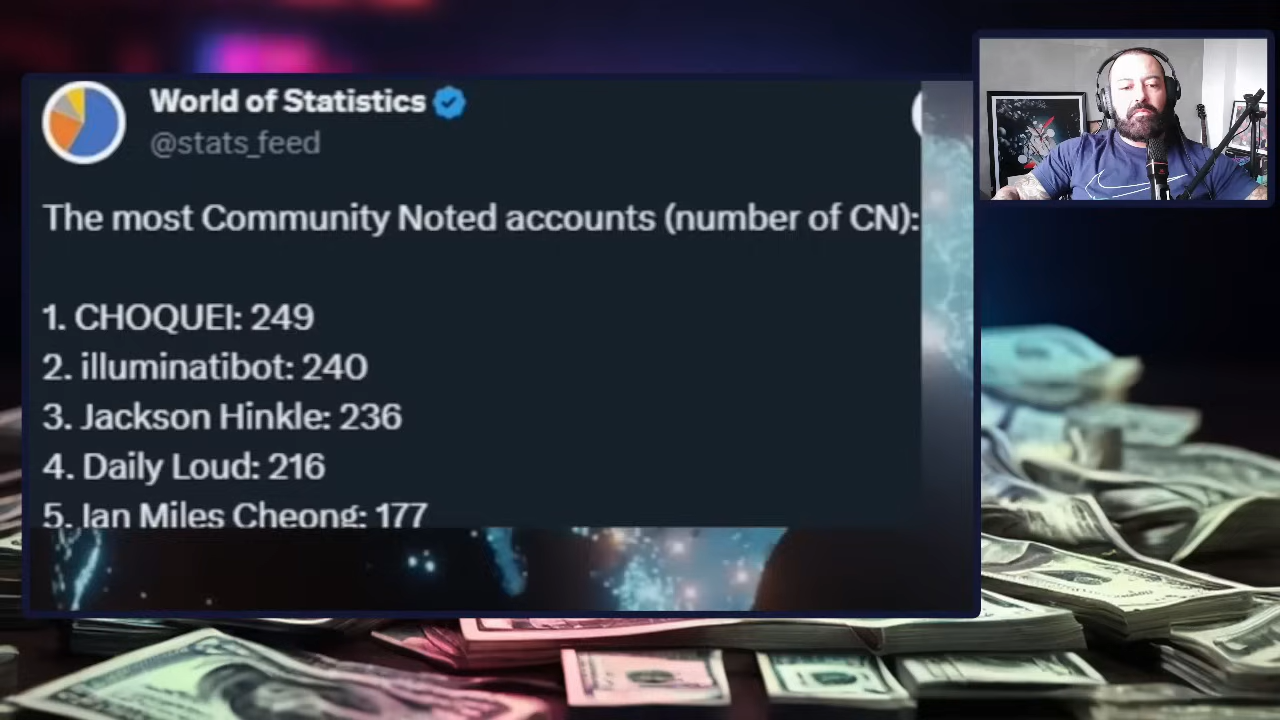 World of Statistics
@stats_feed
The most Community Noted accounts (number of CN):
1. CHOQUEI: 249
2. illuminatibot: 240
3. Jackson Hinkle: 236
4. Daily Loud: 216
5. Ian Miles Cheong: 177